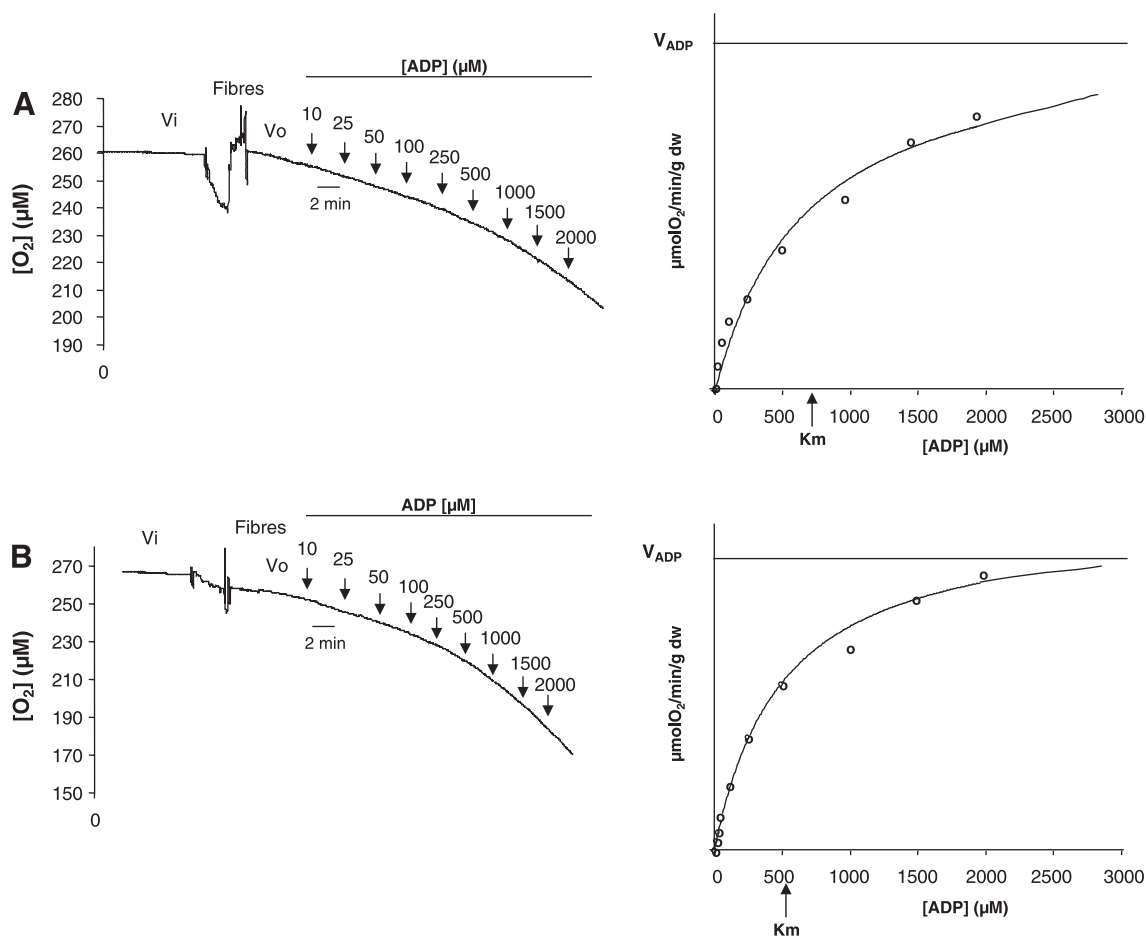 A
[ADP] (µM)
Fibres
Vi
Vo
10
25
50
100
250
500
1000
1500
2000
2 min
280
270
260
250
240
230
220
210
200
190
0
[O₂] (µM)
V_ADP
µmolO₂/min/g dw
0 500 1000 1500 2000 2500 3000
Km
[ADP] (µM)
B
ADP [µM]
Fibres
Vi
Vo
10
25
50
100
250
500
1000
1500
2000
2 min
270
250
230
210
190
170
150
0
[O₂] (µM)
V_ADP
µmolO₂/min/g dw
0 500 1000 1500 2000 2500 3000
Km
[ADP] (µM)